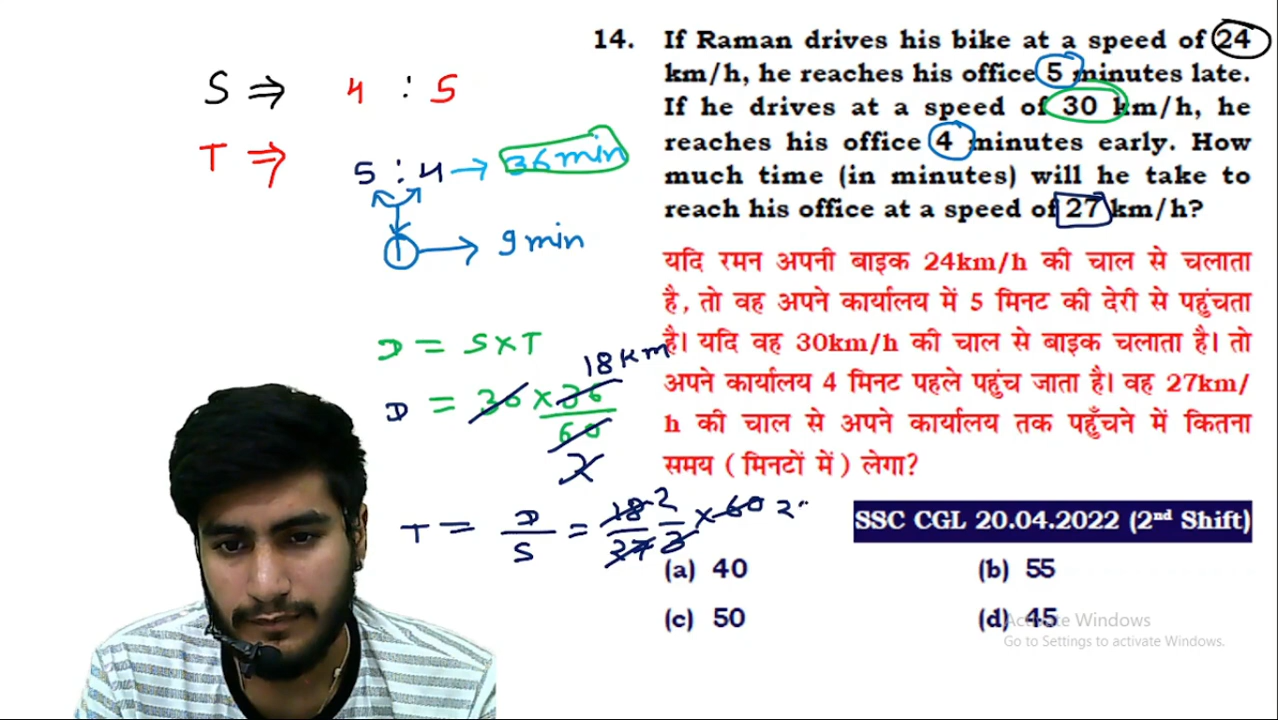 14. If Raman drives his bike at a speed of 24
km/h, he reaches his office 5 minutes late.
If he drives at a speed of 30 km/h, he
reaches his office 4 minutes early. How
much time (in minutes) will he take to
reach his office at a speed of 27 km/h?
यदि रमन अपनी बाइक 24km/h की चाल से चलाता
है, तो वह अपने कार्यालय में 5 मिनट की देरी से पहुंचता
है। यदि वह 30km/h की चाल से बाइक चलाता है। तो
अपने कार्यालय 4 मिनट पहले पहुंच जाता है। वह 27km/
h की चाल से अपने कार्यालय तक पहुँचने में कितना
समय ( मिनटों में ) लेगा?
SSC CGL 20.04.2022 (2nd Shift)
(a) 40 (b) 55
(c) 50 (d) 45
S ⇒ 4 : 5
T ⇒ 5 : 4 → 36 min
1 → 9 min
D = S × T
18 km
D = 30 × 36
60
2
T = D/S = 18 2 × 60 2
27 3
Activate Windows
Go to Settings to activate Windows.